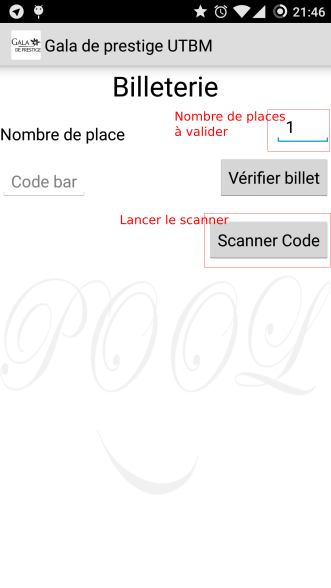 21:46
GALA
DE PRESTIGE
Gala de prestige UTBM
Billeterie
Nombre de places
à valider
Nombre de place
1
Code bar
Vérifier billet
Lancer le scanner
Scanner Code
POOL